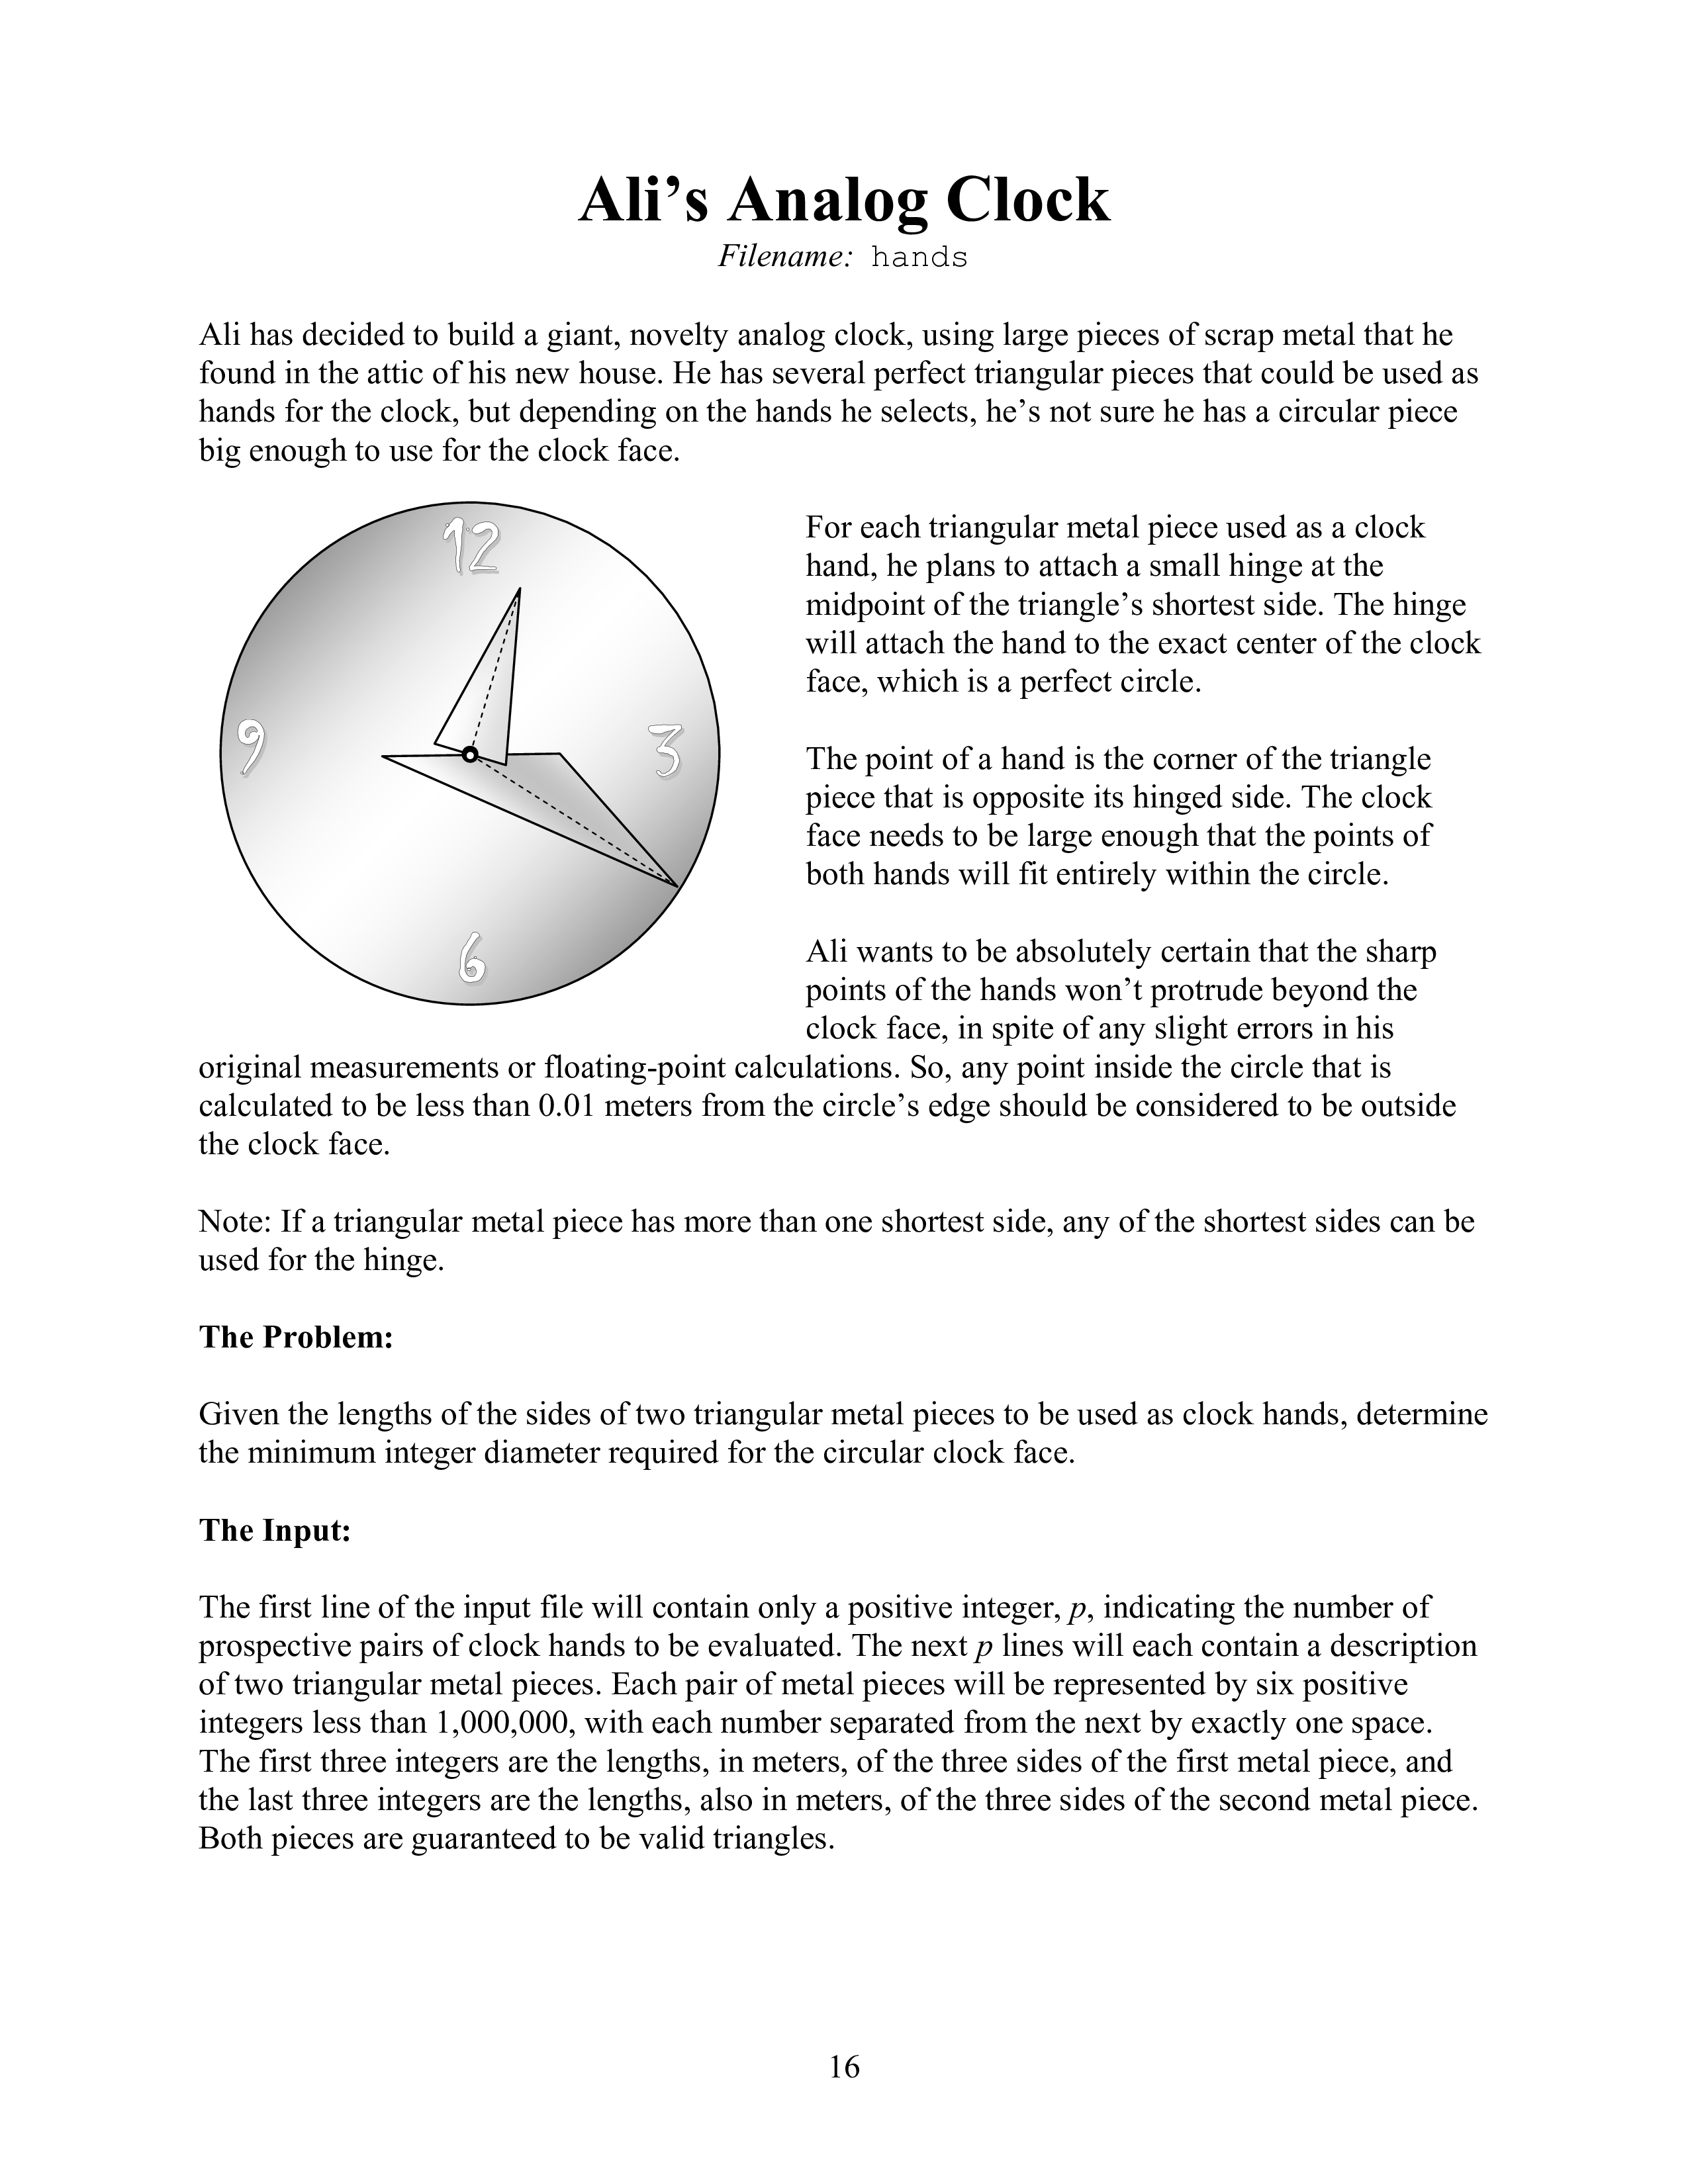 Ali’s Analog Clock
Filename: hands
Ali has decided to build a giant, novelty analog clock, using large pieces of scrap metal that he
found in the attic of his new house. He has several perfect triangular pieces that could be used as
hands for the clock, but depending on the hands he selects, he’s not sure he has a circular piece
big enough to use for the clock face.
12
9
3
6
For each triangular metal piece used as a clock
hand, he plans to attach a small hinge at the
midpoint of the triangle’s shortest side. The hinge
will attach the hand to the exact center of the clock
face, which is a perfect circle.
The point of a hand is the corner of the triangle
piece that is opposite its hinged side. The clock
face needs to be large enough that the points of
both hands will fit entirely within the circle.
Ali wants to be absolutely certain that the sharp
points of the hands won’t protrude beyond the
clock face, in spite of any slight errors in his
original measurements or floating-point calculations. So, any point inside the circle that is
calculated to be less than 0.01 meters from the circle’s edge should be considered to be outside
the clock face.
Note: If a triangular metal piece has more than one shortest side, any of the shortest sides can be
used for the hinge.
The Problem:
Given the lengths of the sides of two triangular metal pieces to be used as clock hands, determine
the minimum integer diameter required for the circular clock face.
The Input:
The first line of the input file will contain only a positive integer, p, indicating the number of
prospective pairs of clock hands to be evaluated. The next p lines will each contain a description
of two triangular metal pieces. Each pair of metal pieces will be represented by six positive
integers less than 1,000,000, with each number separated from the next by exactly one space.
The first three integers are the lengths, in meters, of the three sides of the first metal piece, and
the last three integers are the lengths, also in meters, of the three sides of the second metal piece.
Both pieces are guaranteed to be valid triangles.
16